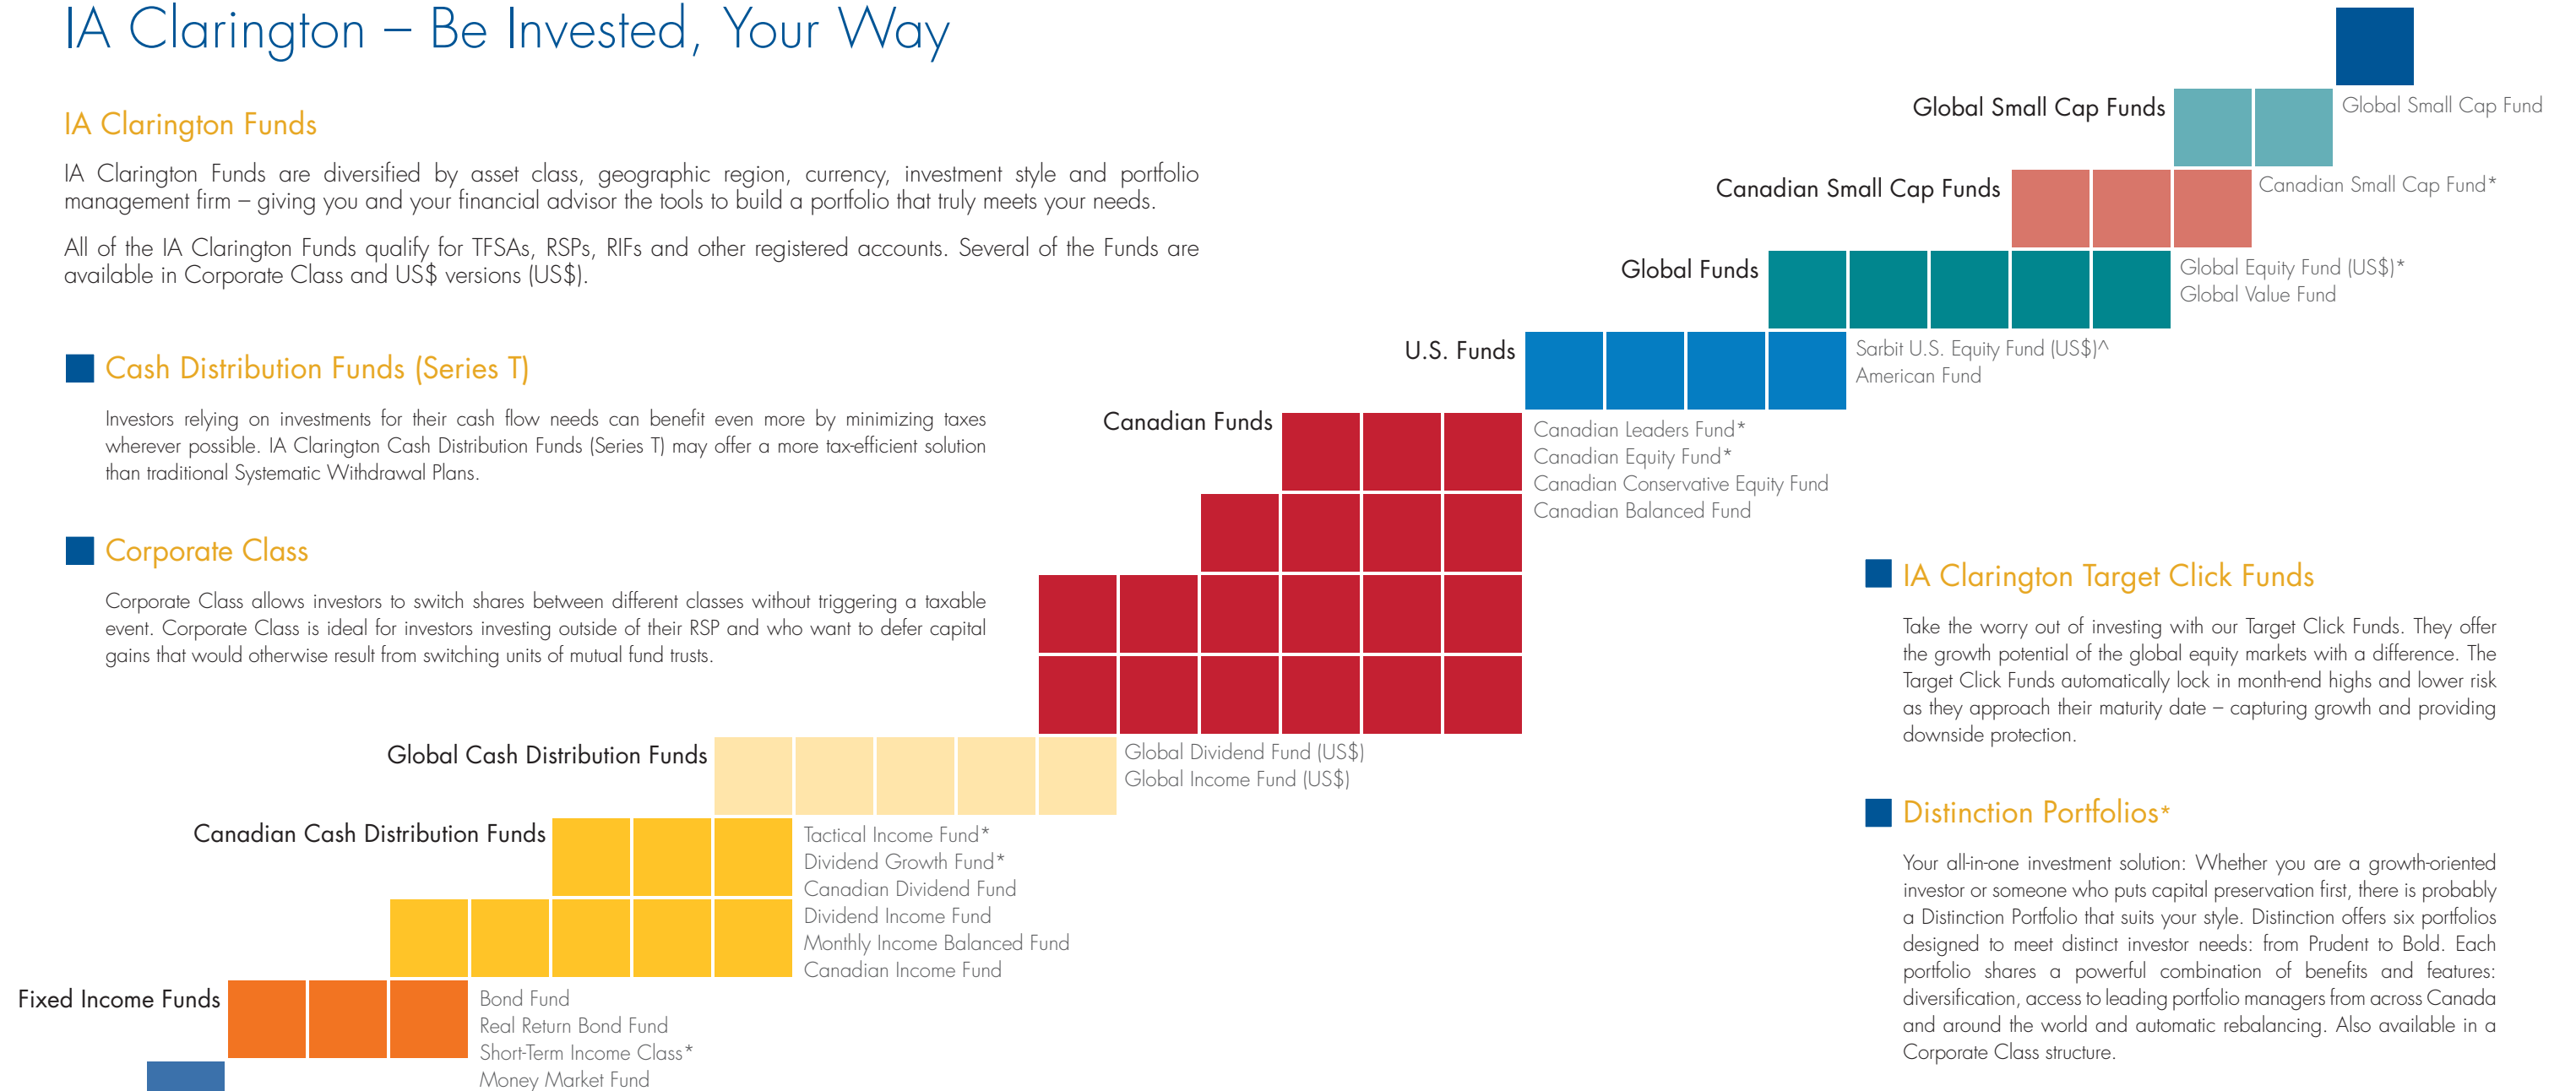 IA Clarington – Be Invested, Your Way
IA Clarington Funds
IA Clarington Funds are diversified by asset class, geographic region, currency, investment style and portfolio
management firm – giving you and your financial advisor the tools to build a portfolio that truly meets your needs.
All of the IA Clarington Funds qualify for TFSAs, RSPs, RIFs and other registered accounts. Several of the Funds are
available in Corporate Class and US$ versions (US$).
Cash Distribution Funds (Series T)
Investors relying on investments for their cash flow needs can benefit even more by minimizing taxes
wherever possible. IA Clarington Cash Distribution Funds (Series T) may offer a more tax-efficient solution
than traditional Systematic Withdrawal Plans.
Corporate Class
Corporate Class allows investors to switch shares between different classes without triggering a taxable
event. Corporate Class is ideal for investors investing outside of their RSP and who want to defer capital
gains that would otherwise result from switching units of mutual fund trusts.
Global Small Cap Funds
Global Small Cap Fund
Canadian Small Cap Funds
Canadian Small Cap Fund*
Global Funds
Global Equity Fund (US$)*
Global Value Fund
U.S. Funds
Sarbit U.S. Equity Fund (US$)^
American Fund
Canadian Funds
Canadian Leaders Fund*
Canadian Equity Fund*
Canadian Conservative Equity Fund
Canadian Balanced Fund
Global Cash Distribution Funds
Global Dividend Fund (US$)
Global Income Fund (US$)
Canadian Cash Distribution Funds
Tactical Income Fund*
Dividend Growth Fund*
Canadian Dividend Fund
Dividend Income Fund
Monthly Income Balanced Fund
Canadian Income Fund
Fixed Income Funds
Bond Fund
Real Return Bond Fund
Short-Term Income Class*
Money Market Fund
IA Clarington Target Click Funds
Take the worry out of investing with our Target Click Funds. They offer
the growth potential of the global equity markets with a difference. The
Target Click Funds automatically lock in month-end highs and lower risk
as they approach their maturity date – capturing growth and providing
downside protection.
Distinction Portfolios*
Your all-in-one investment solution: Whether you are a growth-oriented
investor or someone who puts capital preservation first, there is probably
a Distinction Portfolio that suits your style. Distinction offers six portfolios
designed to meet distinct investor needs: from Prudent to Bold. Each
portfolio shares a powerful combination of benefits and features:
diversification, access to leading portfolio managers from across Canada
and around the world and automatic rebalancing. Also available in a
Corporate Class structure.